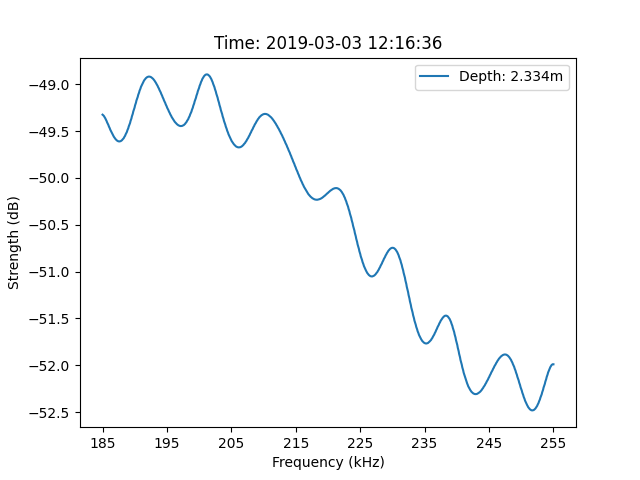 Time: 2019-03-03 12:16:36
Depth: 2.334m
−49.0
−49.5
−50.0
−50.5
−51.0
−51.5
−52.0
−52.5
Strength (dB)
185 195 205 215 225 235 245 255
Frequency (kHz)